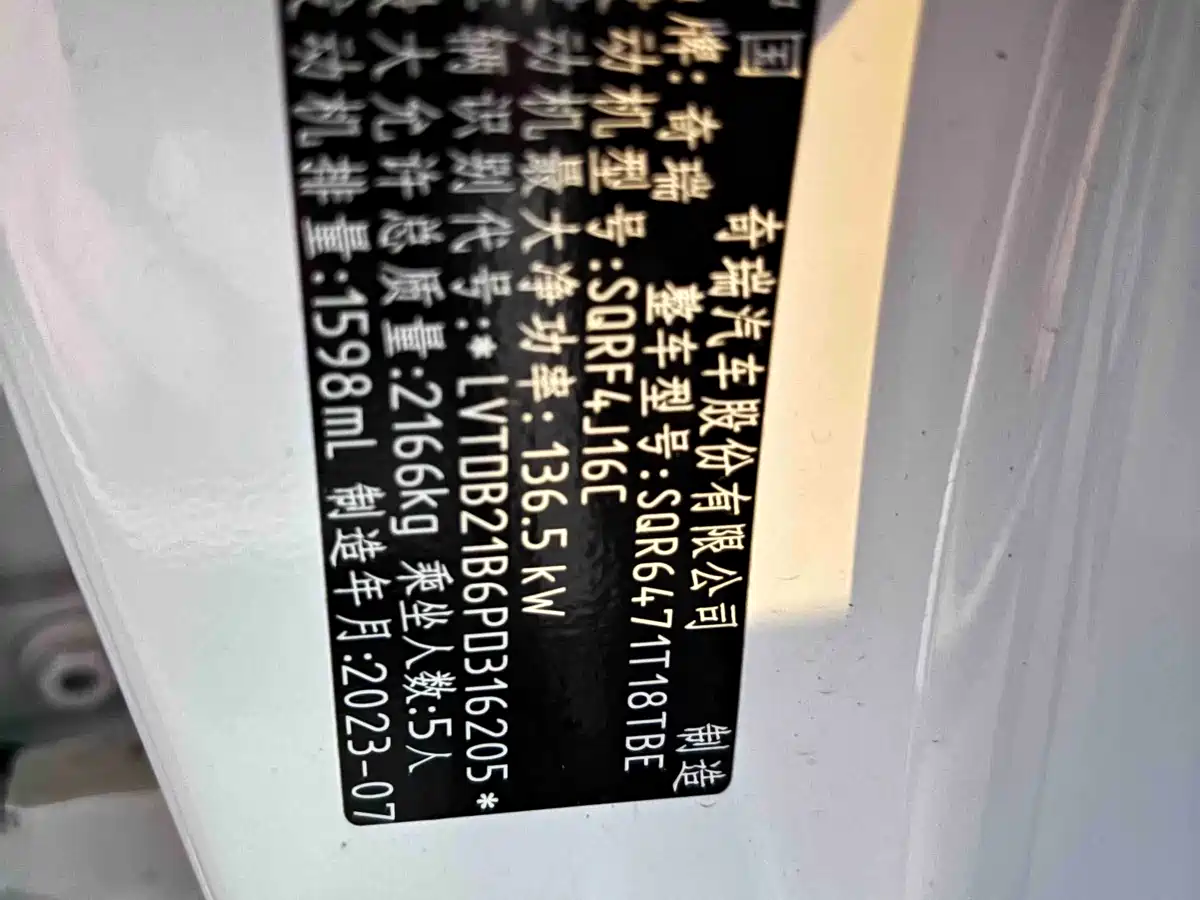 国 奇瑞汽车股份有限公司 制造
牌:奇瑞 整车型号:SQR6471T18TBE
动机型号:SQRF4J16C
动机最大净功率:136.5kW
辆识别代号:*LVTDB21B6PD316205*
大允许总质量:2166kg 乘坐人数:5人
动机排量:1598mL 制造年月:2023-07